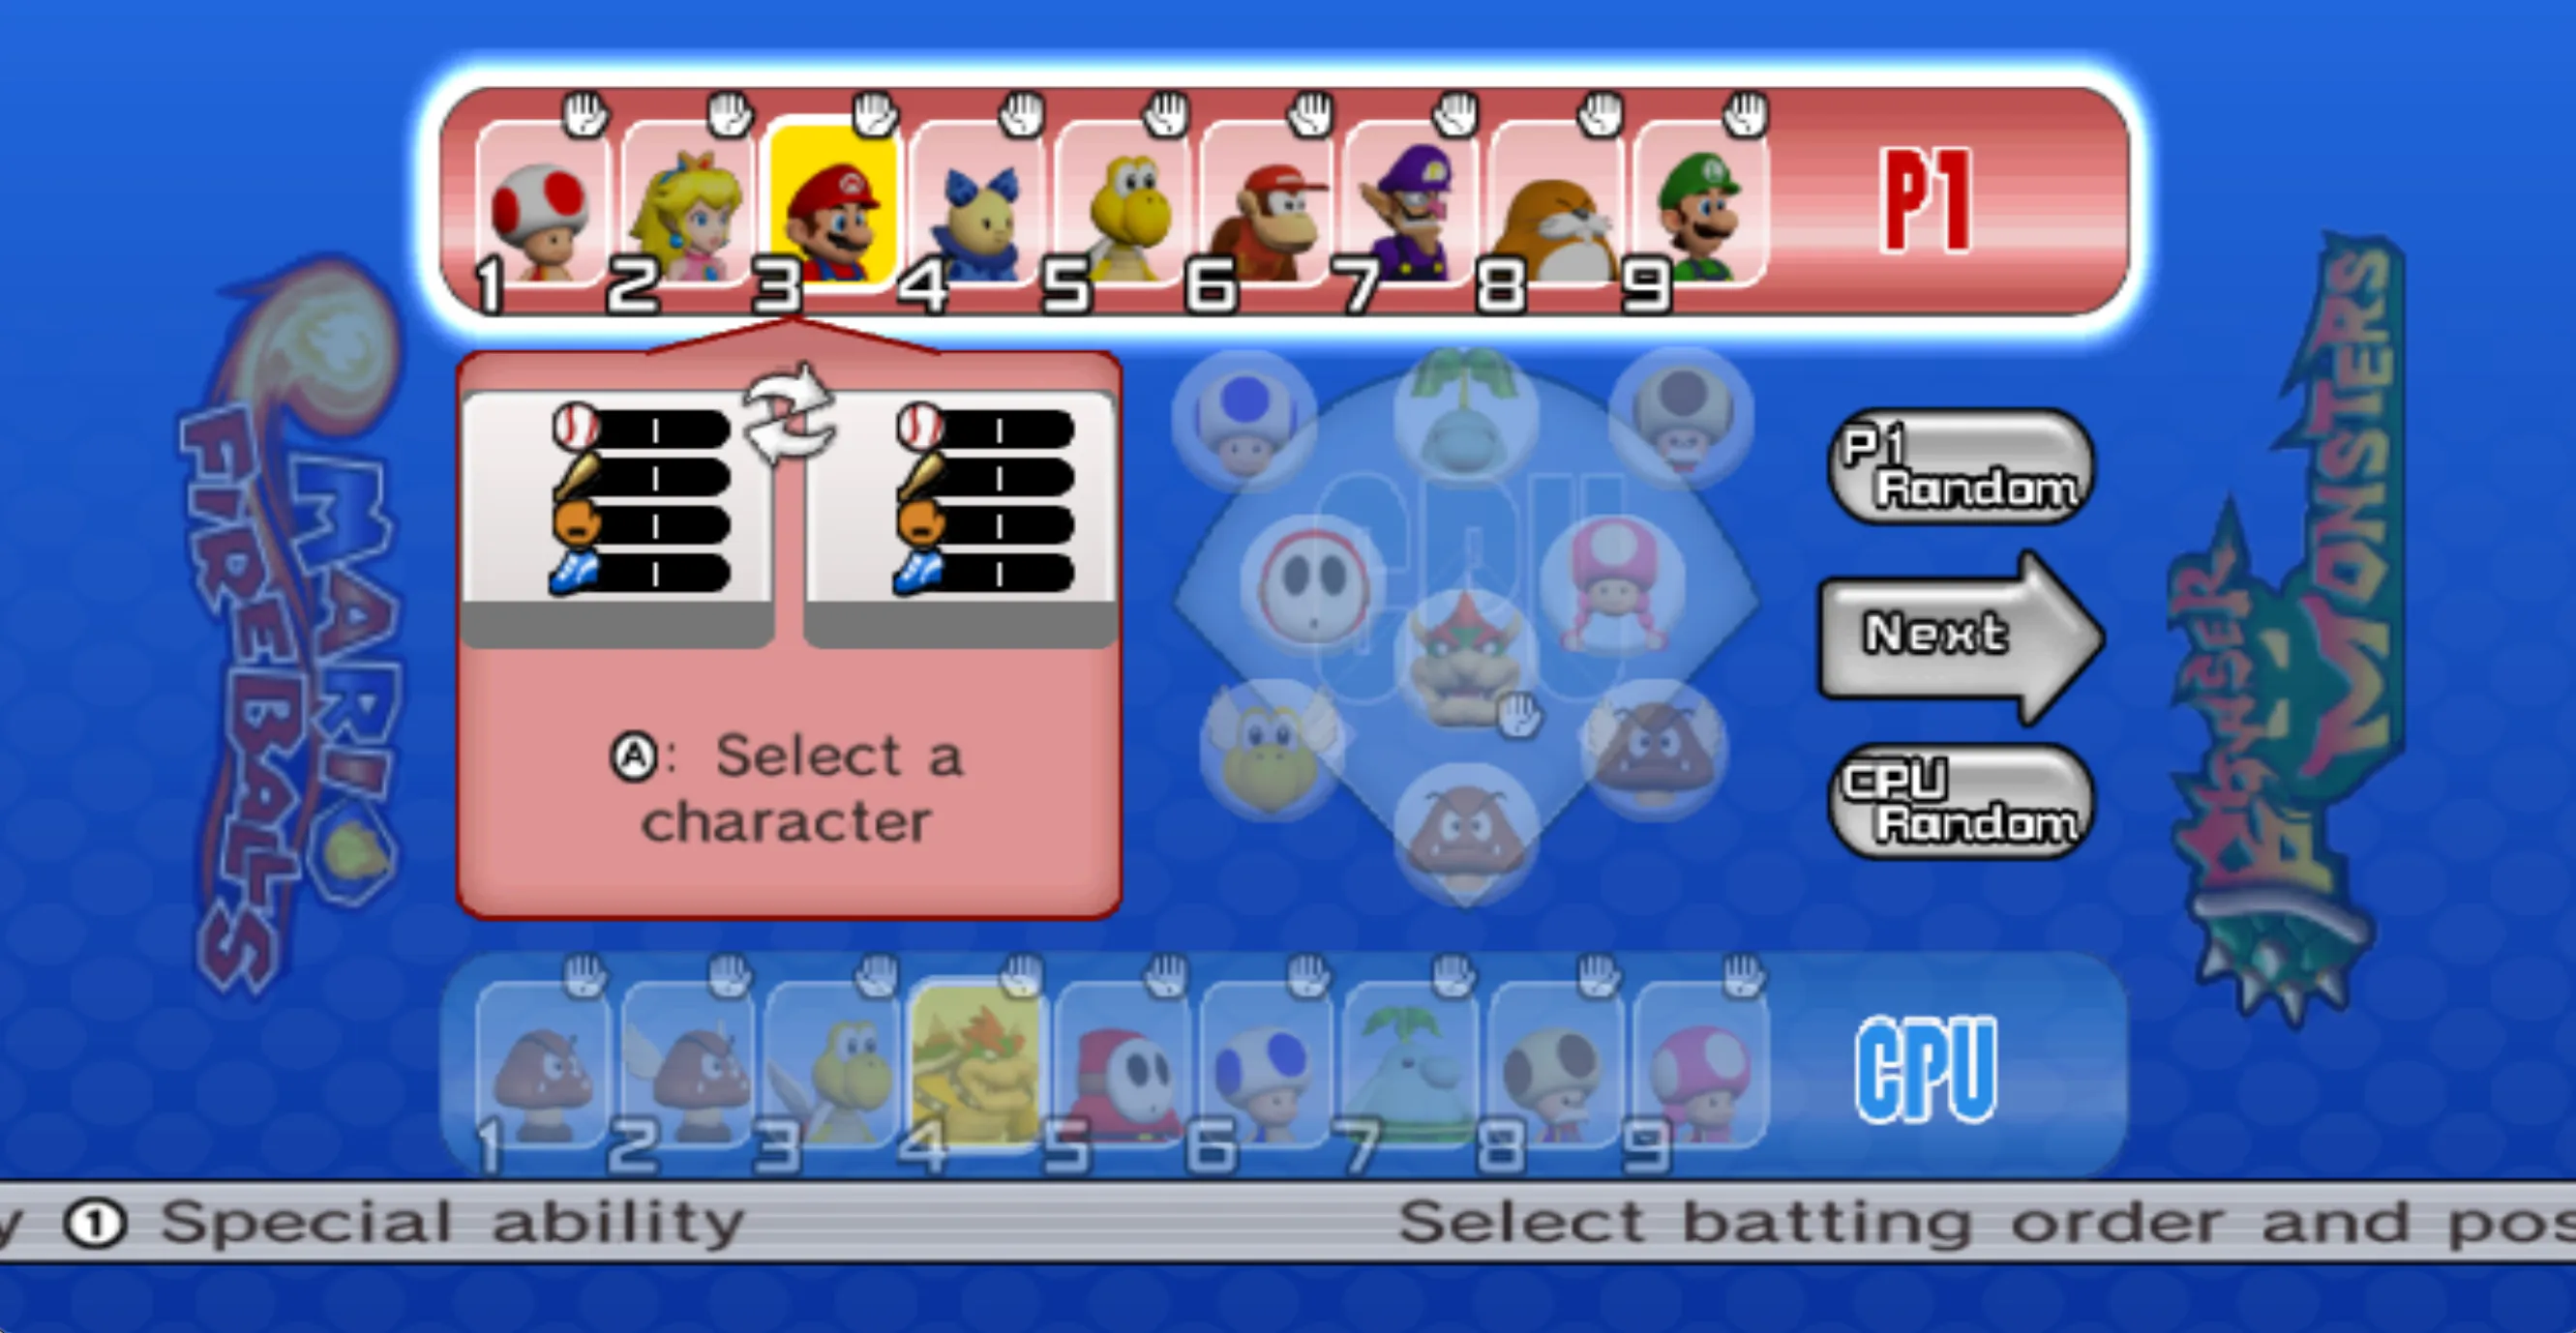 P1
1 2 3 4 5 6 7 8 9
MARIO
FIREBALLS
BOWSER
MONSTERS
P1
Random
Next
CPU
Random
A: Select a
character
CPU
CPU
1 2 3 4 5 6 7 8 9
y 1 Special ability Select batting order and pos